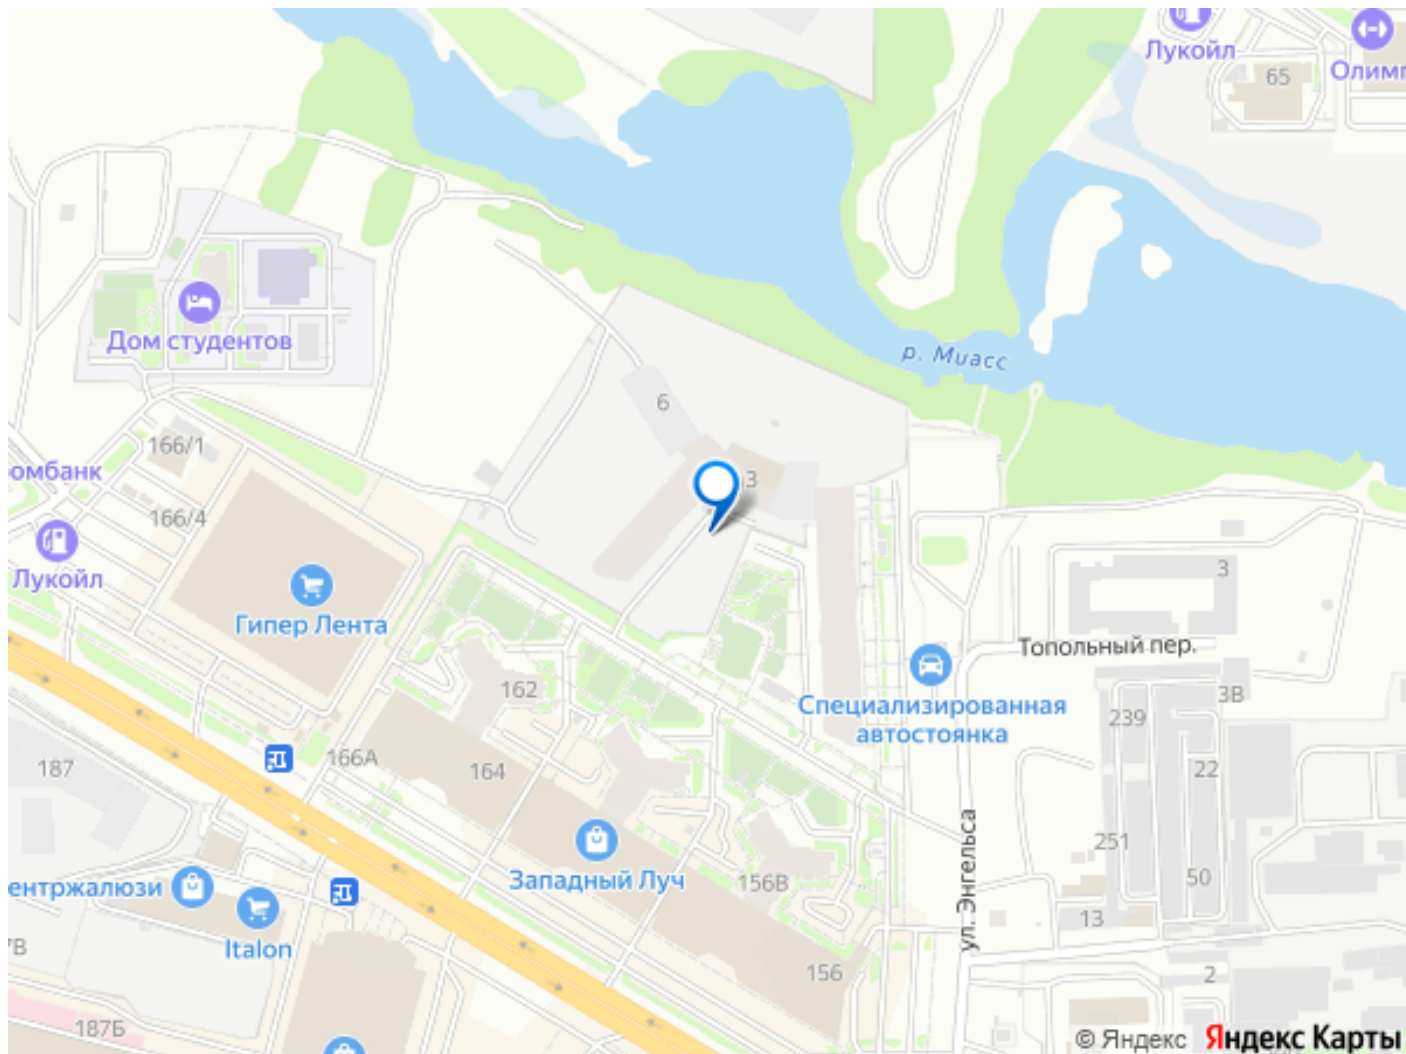 Лукойл
Олимп
65
р. Миасс
Дом студентов
6
166/1
омбанк
3
166/4
Лукойл
3
Гипер Лента
Топольный пер.
162
3В
Специализированная
автостоянка
239
166А
187
164
22
ул. Энгельса
251
Западный Луч
156В
50
ентржалюзи
13
Italon
7В
156
2
187Б
© Яндекс
Яндекс Карты